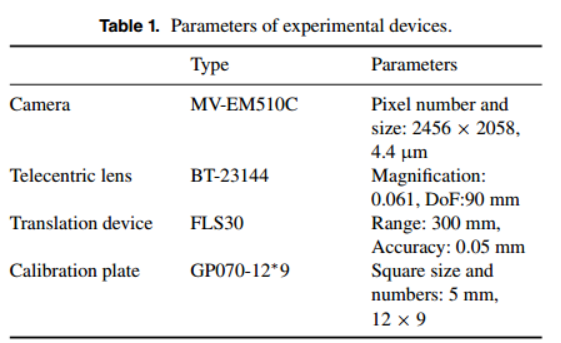 Table 1. Parameters of experimental devices.
Type Parameters
Camera MV-EM510C Pixel number and
size: 2456 × 2058,
4.4 μm
Telecentric lens BT-23144 Magnification:
0.061, DoF:90 mm
Translation device FLS30 Range: 300 mm,
Accuracy: 0.05 mm
Calibration plate GP070-12*9 Square size and
numbers: 5 mm,
12 × 9